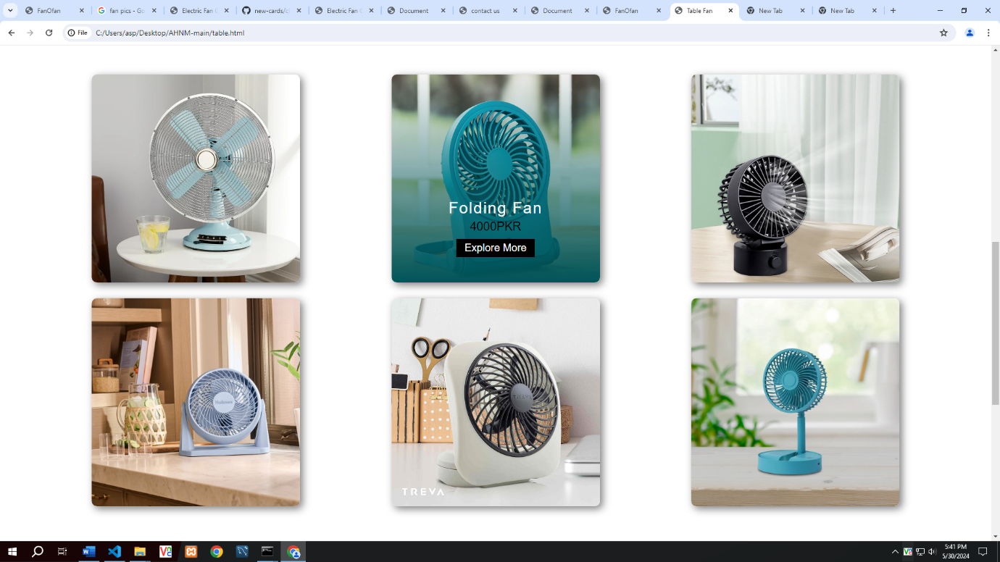 FanOfan
fan pics - Go
Electric Fan C
new-cards/cl
Electric Fan C
Document
contact us
Document
FanOfan
Table Fan
New Tab
New Tab
File
C:/Users/asp/Desktop/AHNM-main/table.html
Folding Fan
4000PKR
Explore More
TREVA
TREVA
5:41 PM
5/30/2024